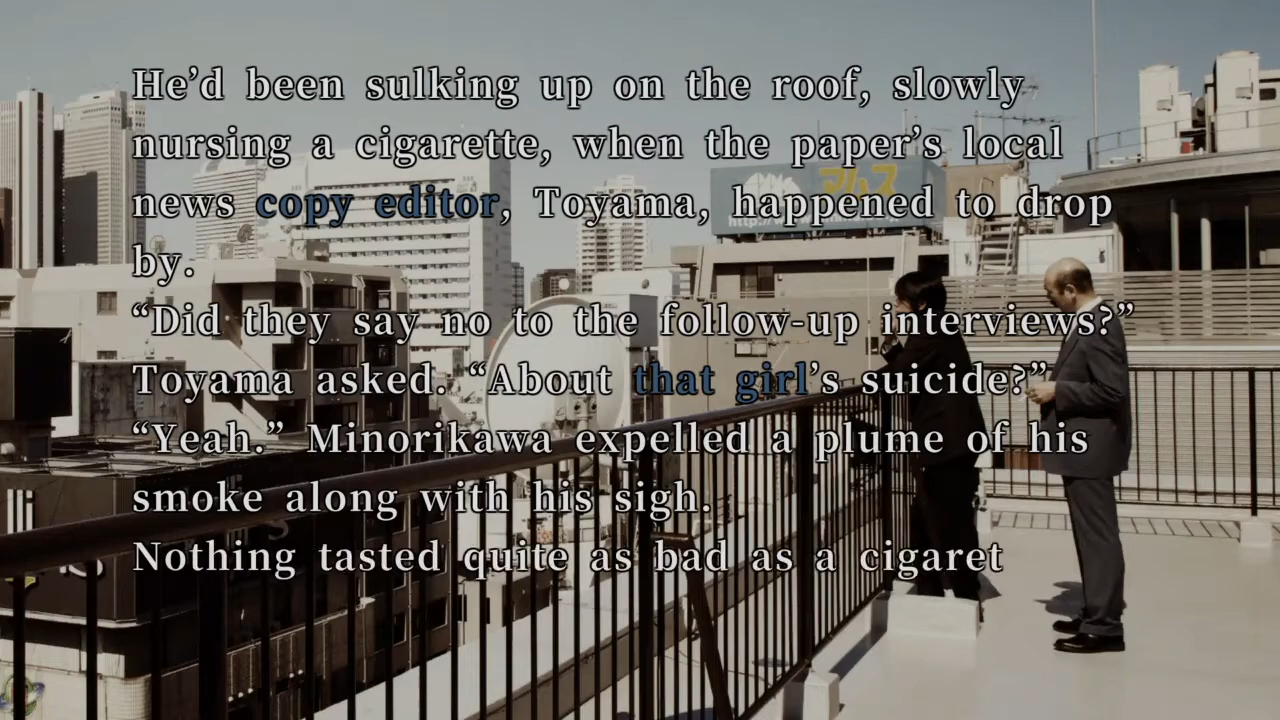 He’d been sulking up on the roof, slowly
nursing a cigarette, when the paper’s local
news copy editor, Toyama, happened to drop
by.
“Did they say no to the follow-up interviews?”
Toyama asked. “About that girl’s suicide?”
“Yeah.” Minorikawa expelled a plume of his
smoke along with his sigh.
Nothing tasted quite as bad as a cigaret